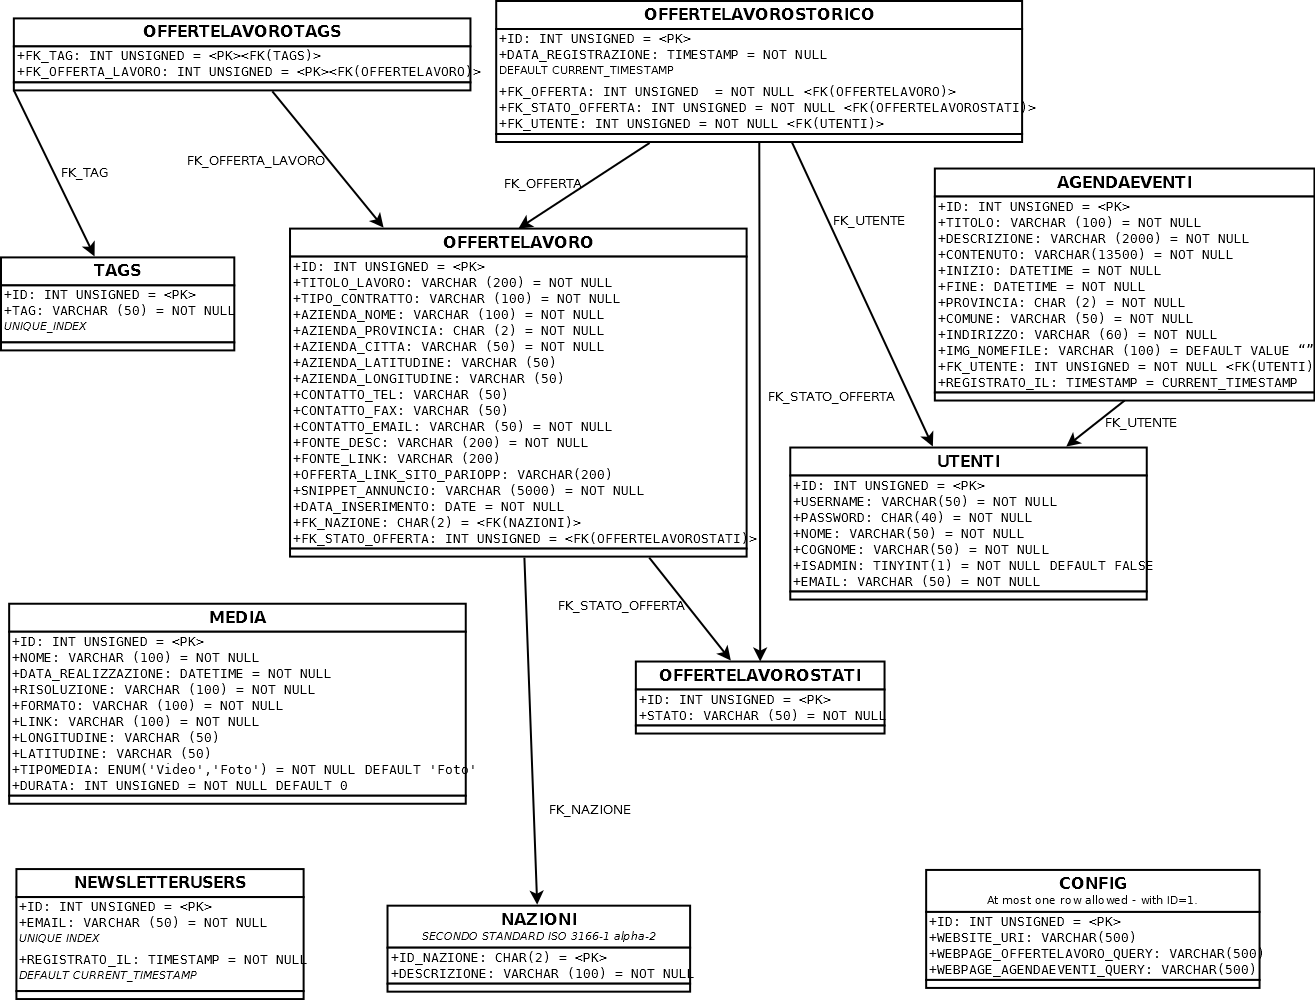 OFFERTELAVOROTAGS
+FK_TAG: INT UNSIGNED = <PK><FK(TAGS)>
+FK_OFFERTA_LAVORO: INT UNSIGNED = <PK><FK(OFFERTELAVORO)>
OFFERTELAVOROSTORICO
+ID: INT UNSIGNED = <PK>
+DATA_REGISTRAZIONE: TIMESTAMP = NOT NULL
DEFAULT CURRENT_TIMESTAMP
+FK_OFFERTA: INT UNSIGNED  = NOT NULL <FK(OFFERTELAVORO)>
+FK_STATO_OFFERTA: INT UNSIGNED = NOT NULL <FK(OFFERTELAVOROSTATI)>
+FK_UTENTE: INT UNSIGNED = NOT NULL <FK(UTENTI)>
FK_TAG
FK_OFFERTA_LAVORO
FK_OFFERTA
FK_UTENTE
AGENDAEVENTI
+ID: INT UNSIGNED = <PK>
+TITOLO: VARCHAR (100) = NOT NULL
+DESCRIZIONE: VARCHAR (2000) = NOT NULL
+CONTENUTO: VARCHAR(13500) = NOT NULL
+INIZIO: DATETIME = NOT NULL
+FINE: DATETIME = NOT NULL
+PROVINCIA: CHAR (2) = NOT NULL
+COMUNE: VARCHAR (50) = NOT NULL
+INDIRIZZO: VARCHAR (60) = NOT NULL
+IMG_NOMEFILE: VARCHAR (100) = DEFAULT VALUE “”
+FK_UTENTE: INT UNSIGNED = NOT NULL <FK(UTENTI)
+REGISTRATO_IL: TIMESTAMP = CURRENT_TIMESTAMP
TAGS
+ID: INT UNSIGNED = <PK>
+TAG: VARCHAR (50) = NOT NULL
UNIQUE_INDEX
OFFERTELAVORO
+ID: INT UNSIGNED = <PK>
+TITOLO_LAVORO: VARCHAR (200) = NOT NULL
+TIPO_CONTRATTO: VARCHAR (100) = NOT NULL
+AZIENDA_NOME: VARCHAR (100) = NOT NULL
+AZIENDA_PROVINCIA: CHAR (2) = NOT NULL
+AZIENDA_CITTA: VARCHAR (50) = NOT NULL
+AZIENDA_LATITUDINE: VARCHAR (50)
+AZIENDA_LONGITUDINE: VARCHAR (50)
+CONTATTO_TEL: VARCHAR (50)
+CONTATTO_FAX: VARCHAR (50)
+CONTATTO_EMAIL: VARCHAR (50) = NOT NULL
+FONTE_DESC: VARCHAR (200) = NOT NULL
+FONTE_LINK: VARCHAR (200)
+OFFERTA_LINK_SITO_PARIOPP: VARCHAR(200)
+SNIPPET_ANNUNCIO: VARCHAR (5000) = NOT NULL
+DATA_INSERIMENTO: DATE = NOT NULL
+FK_NAZIONE: CHAR(2) = <FK(NAZIONI)>
+FK_STATO_OFFERTA: INT UNSIGNED = <FK(OFFERTELAVOROSTATI)>
FK_STATO_OFFERTA
FK_UTENTE
UTENTI
+ID: INT UNSIGNED = <PK>
+USERNAME: VARCHAR(50) = NOT NULL
+PASSWORD: CHAR(40) = NOT NULL
+NOME: VARCHAR(50) = NOT NULL
+COGNOME: VARCHAR(50) = NOT NULL
+ISADMIN: TINYINT(1) = NOT NULL DEFAULT FALSE
+EMAIL: VARCHAR (50) = NOT NULL
FK_STATO_OFFERTA
MEDIA
+ID: INT UNSIGNED = <PK>
+NOME: VARCHAR (100) = NOT NULL
+DATA_REALIZZAZIONE: DATETIME = NOT NULL
+RISOLUZIONE: VARCHAR (100) = NOT NULL
+FORMATO: VARCHAR (100) = NOT NULL
+LINK: VARCHAR (100) = NOT NULL
+LONGITUDINE: VARCHAR (50)
+LATITUDINE: VARCHAR (50)
+TIPOMEDIA: ENUM('Video','Foto') = NOT NULL DEFAULT 'Foto'
+DURATA: INT UNSIGNED = NOT NULL DEFAULT 0
OFFERTELAVOROSTATI
+ID: INT UNSIGNED = <PK>
+STATO: VARCHAR (50) = NOT NULL
FK_NAZIONE
NEWSLETTERUSERS
+ID: INT UNSIGNED = <PK>
+EMAIL: VARCHAR (50) = NOT NULL
UNIQUE INDEX
+REGISTRATO_IL: TIMESTAMP = NOT NULL
DEFAULT CURRENT_TIMESTAMP
NAZIONI
SECONDO STANDARD ISO 3166-1 alpha-2
+ID_NAZIONE: CHAR(2) = <PK>
+DESCRIZIONE: VARCHAR (100) = NOT NULL
CONFIG
At most one row allowed - with ID=1.
+ID: INT UNSIGNED = <PK>
+WEBSITE_URI: VARCHAR(500)
+WEBPAGE_OFFERTELAVORO_QUERY: VARCHAR(500)
+WEBPAGE_AGENDAEVENTI_QUERY: VARCHAR(500)